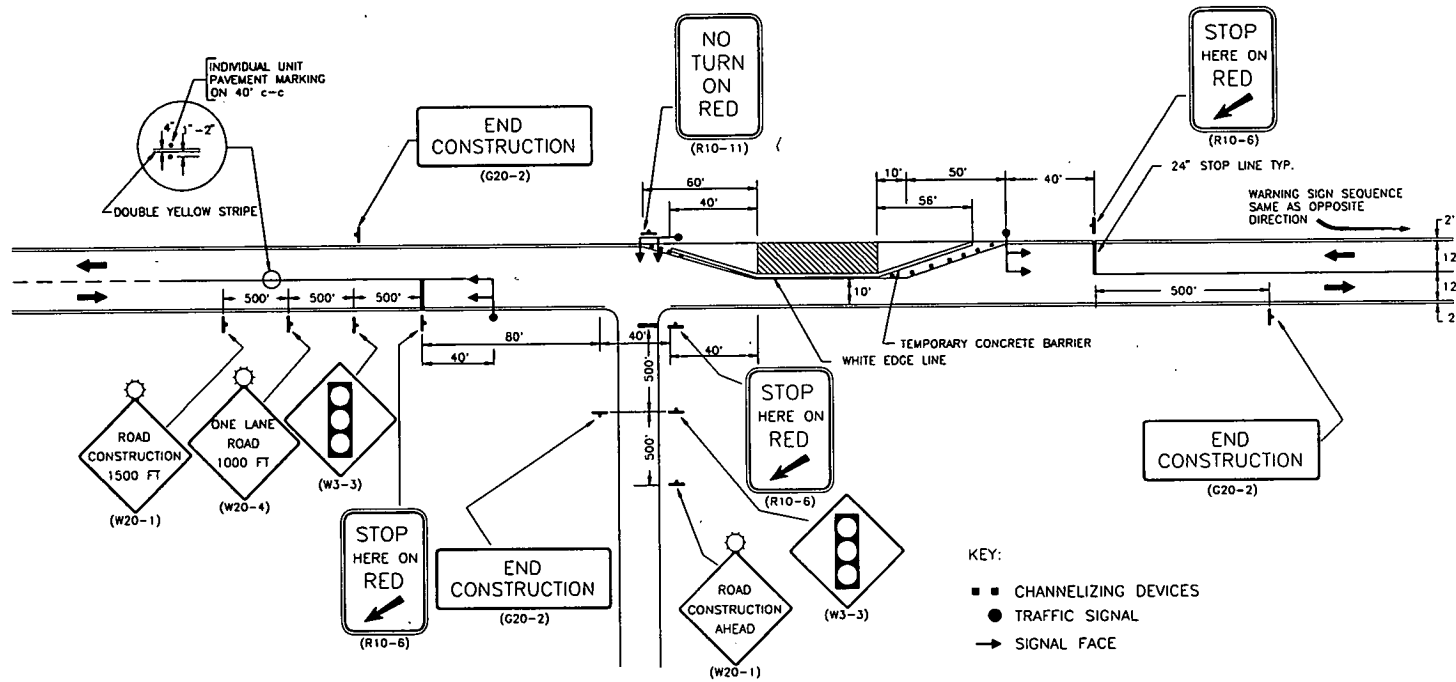 NO
TURN
ON
RED
(R10-11)
STOP
HERE ON
RED
(R10-6)
INDIVIDUAL UNIT
PAVEMENT MARKING
ON 40' c-c
4"
1"-2"
DOUBLE YELLOW STRIPE
END
CONSTRUCTION
(G20-2)
60'
40'
10'
50'
40'
56'
24" STOP LINE TYP.
WARNING SIGN SEQUENCE
SAME AS OPPOSITE
DIRECTION
2'
12
12
2
500'
500'
500'
10'
500'
80'
40'
40'
40'
500'
500'
TEMPORARY CONCRETE BARRIER
WHITE EDGE LINE
ROAD
CONSTRUCTION
1500 FT
(W20-1)
ONE LANE
ROAD
1000 FT
(W20-4)
(W3-3)
STOP
HERE ON
RED
(R10-6)
END
CONSTRUCTION
(G20-2)
STOP
HERE ON
RED
(R10-6)
ROAD
CONSTRUCTION
AHEAD
(W20-1)
(W3-3)
END
CONSTRUCTION
(G20-2)
KEY:
CHANNELIZING DEVICES
TRAFFIC SIGNAL
SIGNAL FACE